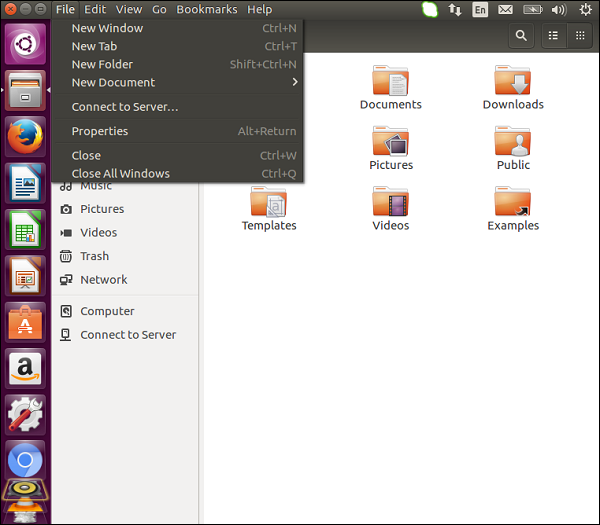 File Edit View Go Bookmarks Help En
New Window Ctrl+N
New Tab Ctrl+T
New Folder Shift+Ctrl+N
New Document
Connect to Server...
Properties Alt+Return
Close Ctrl+W
Close All Windows Ctrl+Q
Music
Pictures
Videos
Trash
Network
Computer
Connect to Server
Documents Downloads
Pictures Public
Templates Videos Examples